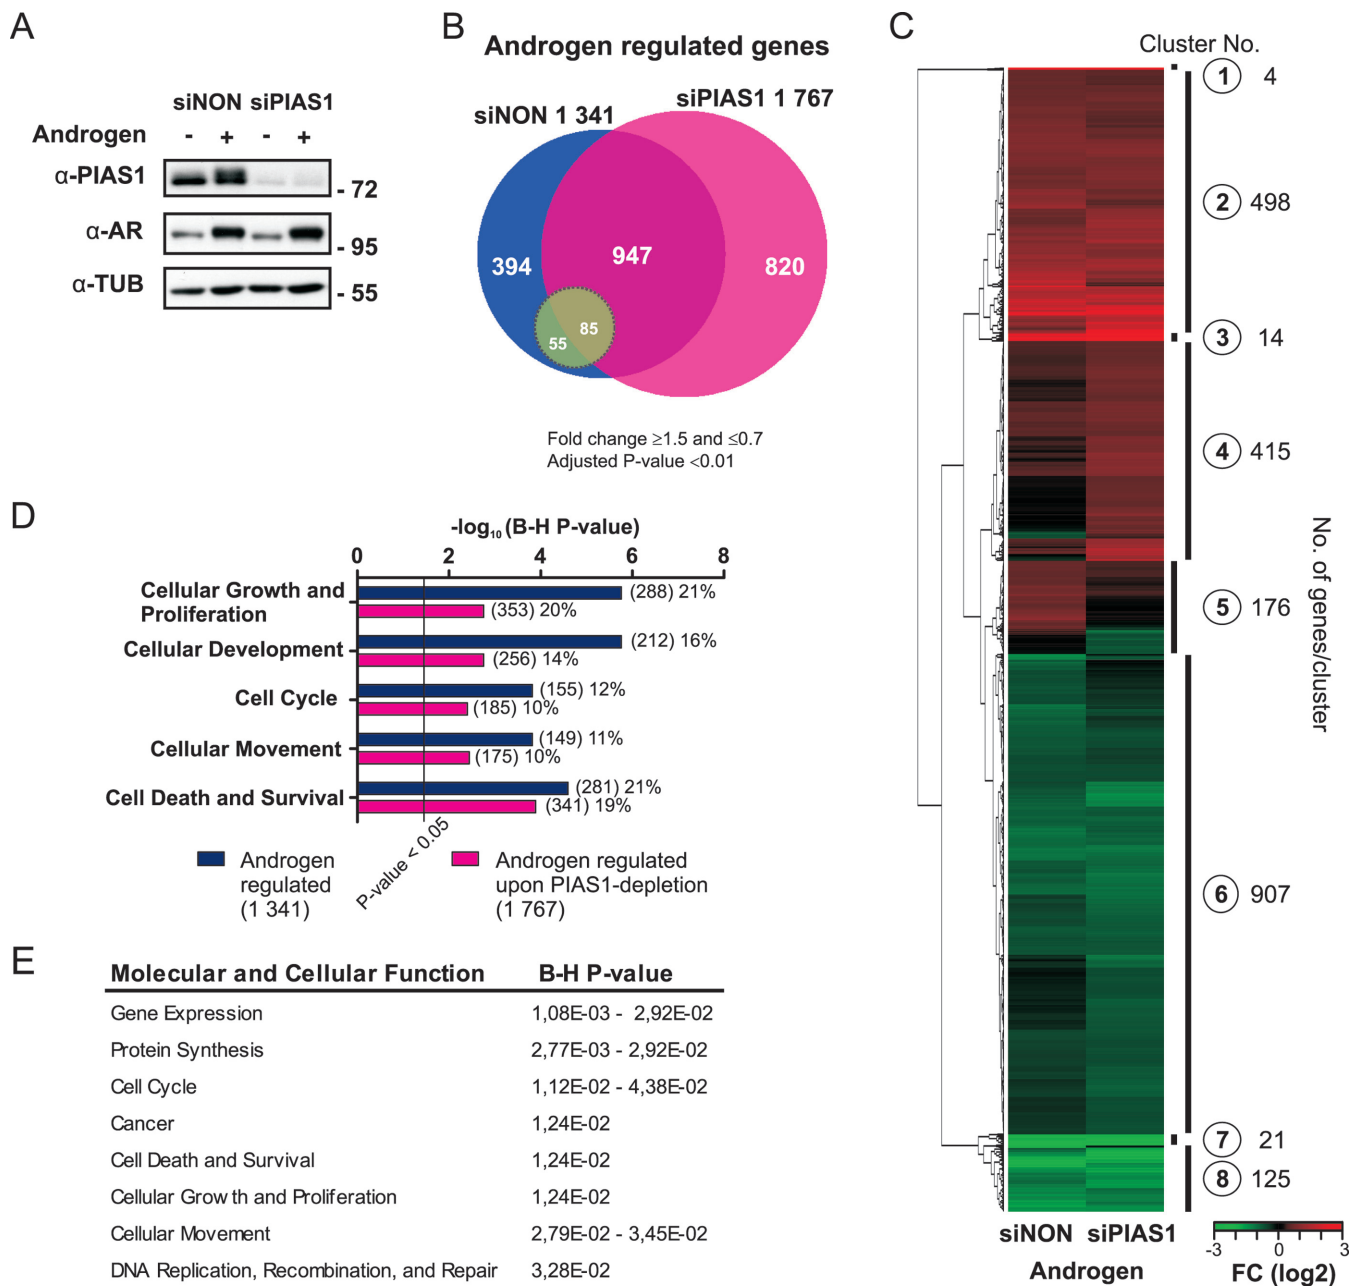 A
siNON siPIAS1
Androgen - + - +
α-PIAS1
- 72
α-AR
- 95
α-TUB
- 55
B
Androgen regulated genes
siNON 1 341
siPIAS1 1 767
394
947
820
85
55
Fold change ≥1.5 and ≤0.7
Adjusted P-value <0.01
C
Cluster No.
1 4
2 498
3 14
4 415
5 176
6 907
7 21
8 125
No. of genes/cluster
siNON siPIAS1
Androgen
-3 0 3
FC (log2)
D
-log₁₀ (B-H P-value)
0 2 4 6 8
Cellular Growth and
Proliferation
(288) 21%
(353) 20%
Cellular Development
(212) 16%
(256) 14%
Cell Cycle
(155) 12%
(185) 10%
Cellular Movement
(149) 11%
(175) 10%
Cell Death and Survival
(281) 21%
(341) 19%
P-value < 0.05
Androgen
regulated
(1 341)
Androgen regulated
upon PIAS1-depletion
(1 767)
E
Molecular and Cellular Function B-H P-value
Gene Expression 1,08E-03 - 2,92E-02
Protein Synthesis 2,77E-03 - 2,92E-02
Cell Cycle 1,12E-02 - 4,38E-02
Cancer 1,24E-02
Cell Death and Survival 1,24E-02
Cellular Growth and Proliferation 1,24E-02
Cellular Movement 2,79E-02 - 3,45E-02
DNA Replication, Recombination, and Repair 3,28E-02